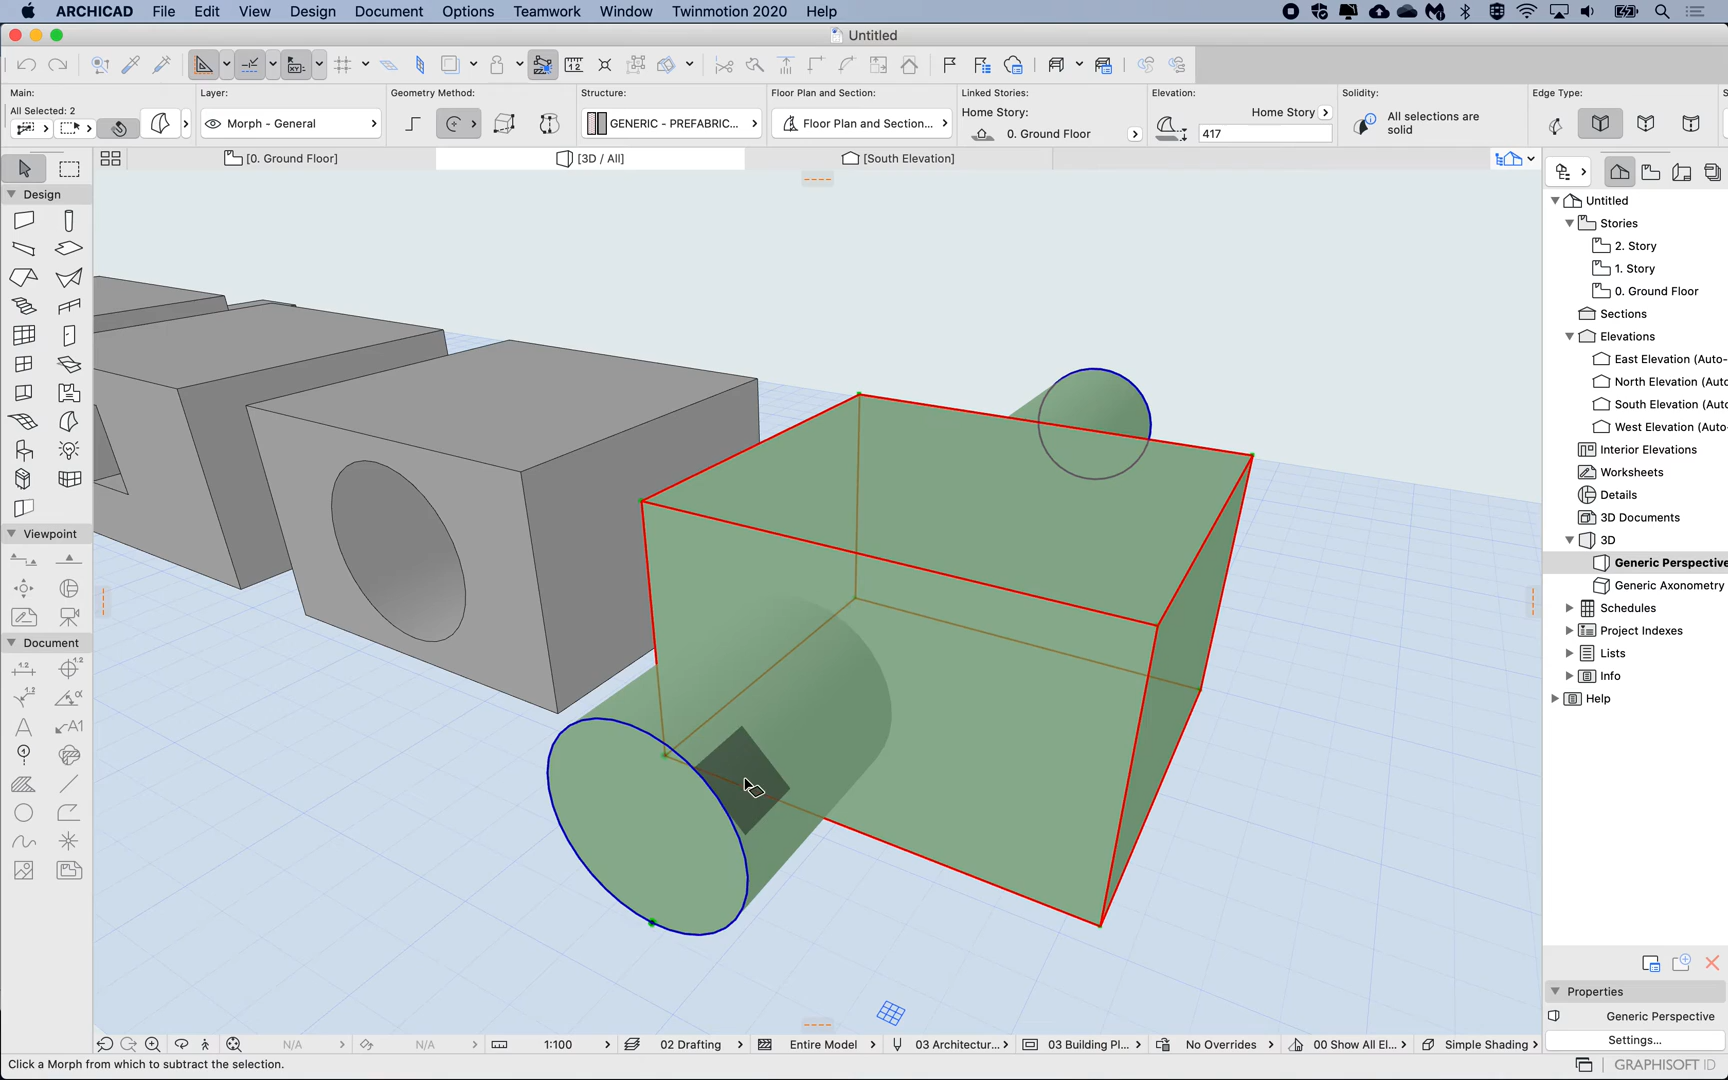 ARCHICAD File Edit View Design Document Options Teamwork Window Twinmotion 2020 Help
Untitled
Main:
All Selected: 2
Layer:
Morph - General
Geometry Method:
Structure:
GENERIC - PREFABRIC...
Floor Plan and Section:
Floor Plan and Section...
Linked Stories:
Home Story:
0. Ground Floor
Elevation:
Home Story
417
Solidity:
All selections are
solid
Edge Type:
[0. Ground Floor]
[3D / All]
[South Elevation]
Design
Viewpoint
Document
Untitled
Stories
2. Story
1. Story
0. Ground Floor
Sections
Elevations
East Elevation (Auto-
North Elevation (Auto
South Elevation (Auto
West Elevation (Auto-
Interior Elevations
Worksheets
Details
3D Documents
3D
Generic Perspective
Generic Axonometry
Schedules
Project Indexes
Lists
Info
Help
Properties
Generic Perspective
Settings...
N/A
N/A
1:100
02 Drafting
Entire Model
03 Architectur...
03 Building Pl...
No Overrides
00 Show All El...
Simple Shading
Click a Morph from which to subtract the selection.
GRAPHISOFT ID